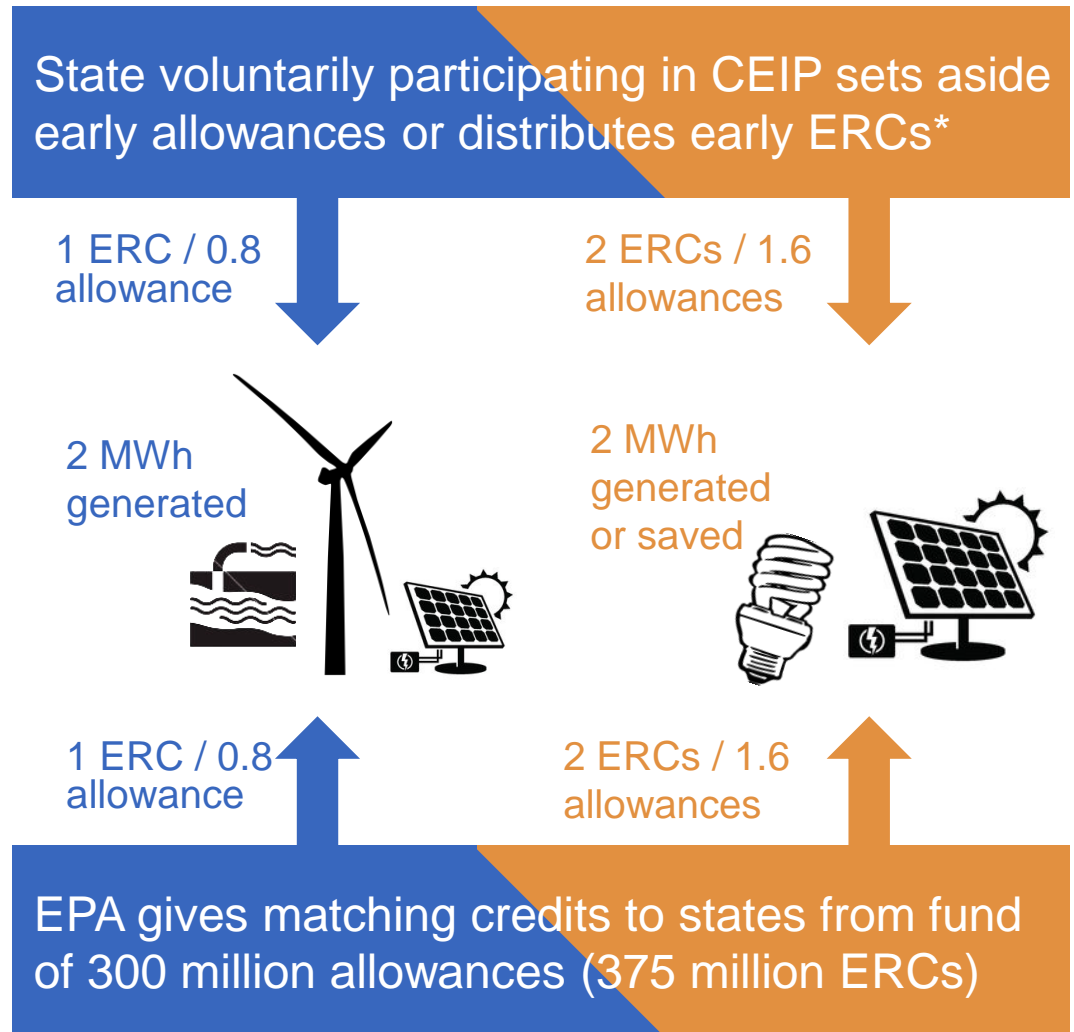 State voluntarily participating in CEIP sets aside
early allowances or distributes early ERCs*
1 ERC / 0.8
allowance
2 ERCs / 1.6
allowances
2 MWh
generated
2 MWh
generated
or saved
1 ERC / 0.8
allowance
2 ERCs / 1.6
allowances
EPA gives matching credits to states from fund
of 300 million allowances (375 million ERCs)